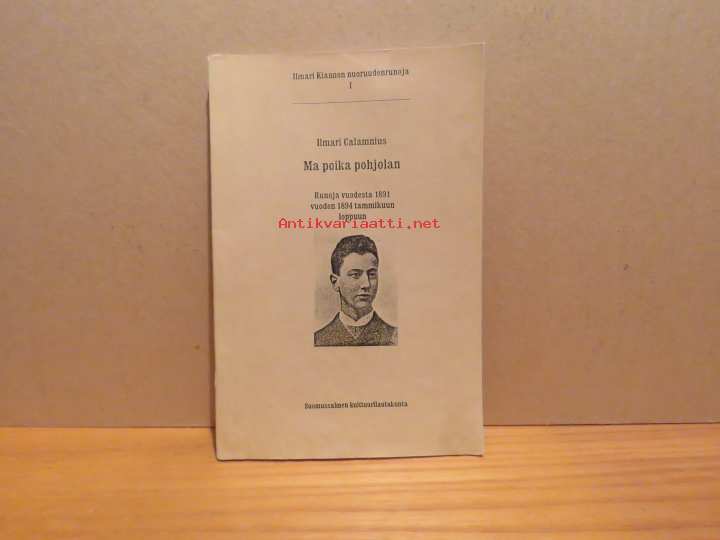 Ilmari Kiannon nuoruudenrunoja
I
Ilmari Calamnius
Ma poika pohjolan
Runoja vuodesta 1891
vuoden 1894 tammikuun
loppuun
Antikvariaatti.net
Suomussalmen kulttuurilautakunta